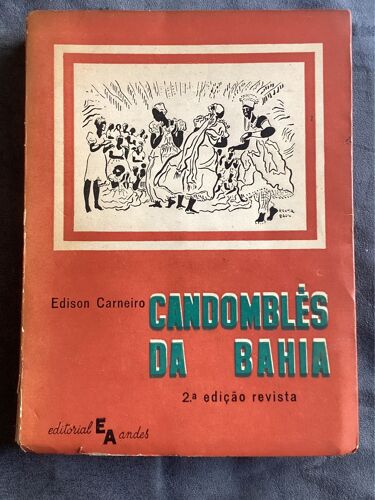 Edison Carneiro
CANDOMBLÉS
DA BAHIA
2.ª edição revista
editorial EA andes